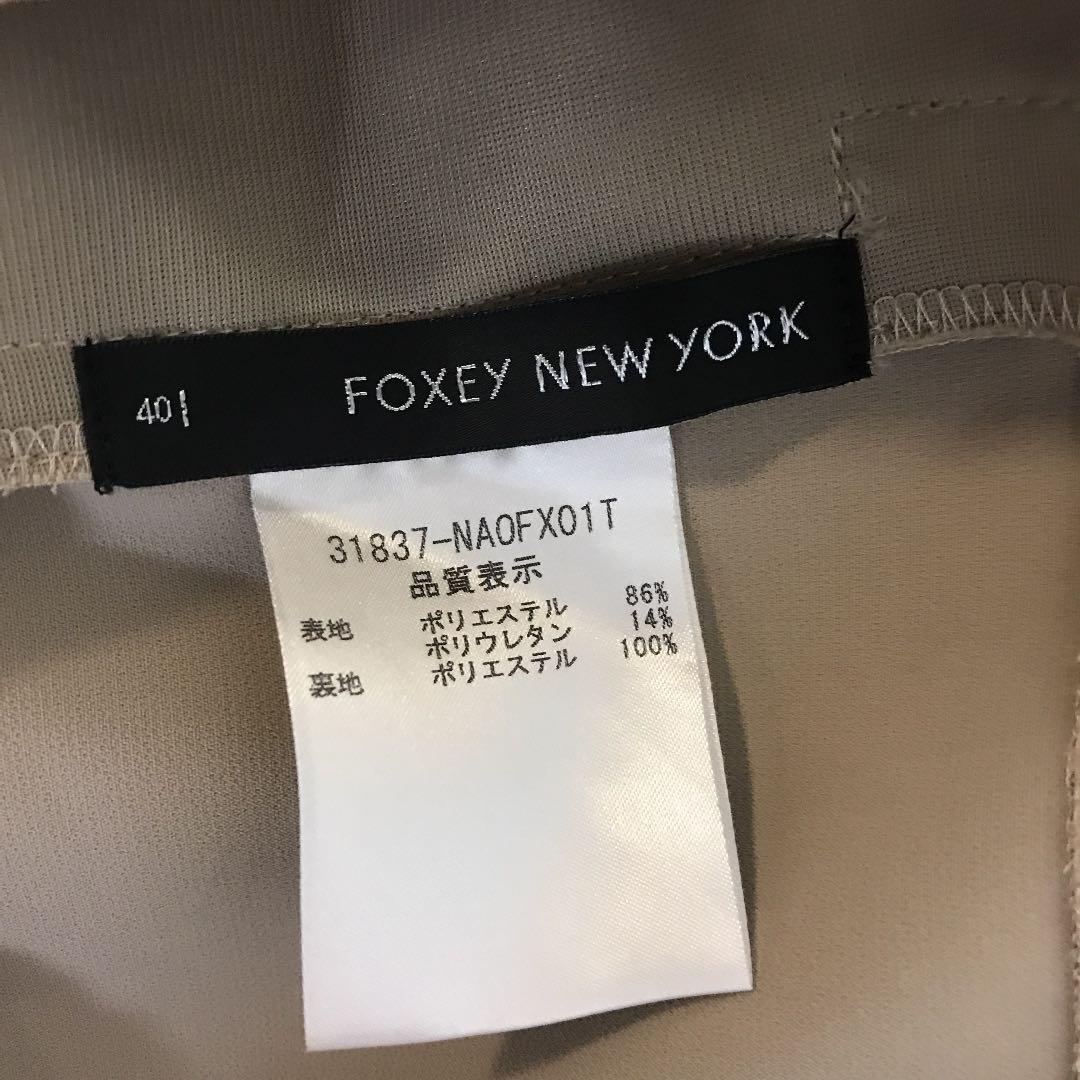 40
FOXEY NEW YORK
31837-NAOFX01T
品質表示
表地 ポリエステル 86%
ポリウレタン 14%
裏地 ポリエステル 100%